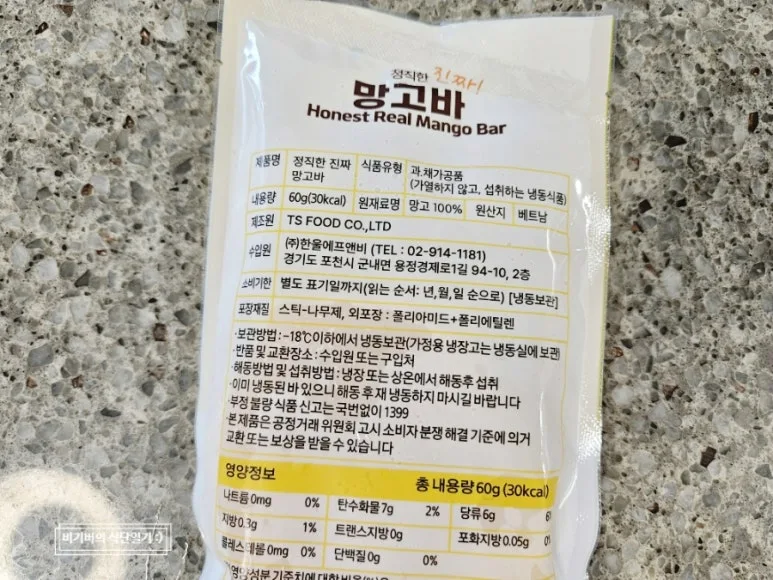 정직한 진짜!
망고바
Honest Real Mango Bar
제품명 정직한 진짜 망고바 식품유형 과.채가공품 (가열하지 않고, 섭취하는 냉동식품)
내용량 60g(30kcal) 원재료명 망고 100% 원산지 베트남
제조원 TS FOOD CO.,LTD
수입원 (주)한울에프앤비 (TEL : 02-914-1181)
경기도 포천시 군내면 용정경제로1길 94-10, 2층
소비기한 별도 표기일까지(읽는 순서: 년,월,일 순으로) [냉동보관]
포장재질 스틱-나무제, 외포장 : 폴리아미드+폴리에틸렌
·보관방법 : -18℃이하에서 냉동보관(가정용 냉장고는 냉동실에 보관)
·반품 및 교환장소 : 수입원 또는 구입처
·해동방법 및 섭취방법 : 냉장 또는 상온에서 해동후 섭취
·이미 냉동된 바 있으니 해동 후 재 냉동하지 마시길 바랍니다
·부정 불량 식품 신고는 국번없이 1399
·본 제품은 공정거래 위원회 고시 소비자 분쟁 해결 기준에 의거
교환 또는 보상을 받을 수 있습니다
영양정보 총 내용량 60g (30kcal)
나트륨 0mg 0% 탄수화물 7g 2% 당류 6g
지방 0.3g 1% 트랜스지방 0g 포화지방 0.05g
콜레스테롤 0mg 0% 단백질 0g 0%
비기비의 식단일기 :)